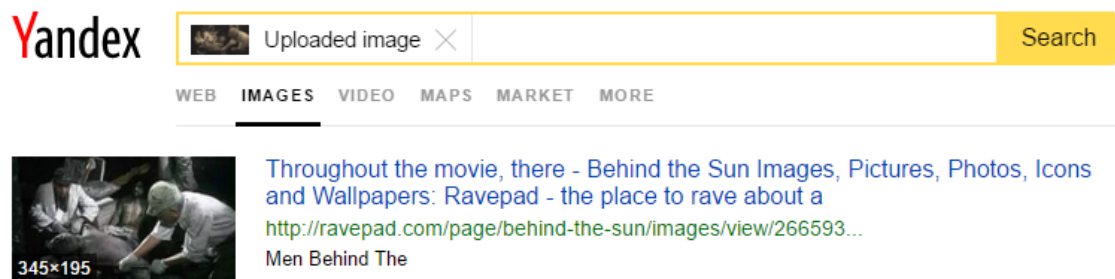 Yandex
Uploaded image
Search
WEB IMAGES VIDEO MAPS MARKET MORE
Throughout the movie, there - Behind the Sun Images, Pictures, Photos, Icons
and Wallpapers: Ravepad - the place to rave about a
http://ravepad.com/page/behind-the-sun/images/view/266593...
Men Behind The
345×195